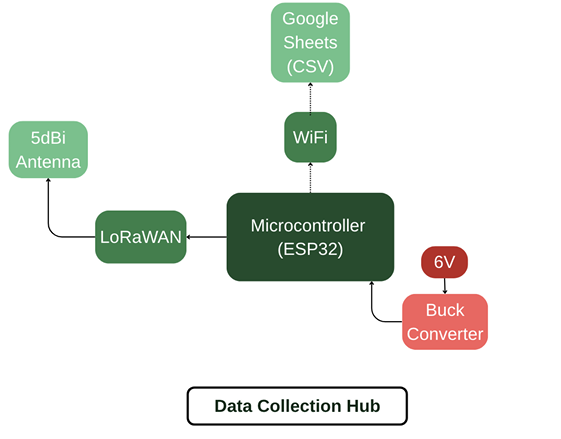 Google
Sheets
(CSV)
WiFi
5dBi
Antenna
LoRaWAN
Microcontroller
(ESP32)
6V
Buck
Converter
Data Collection Hub